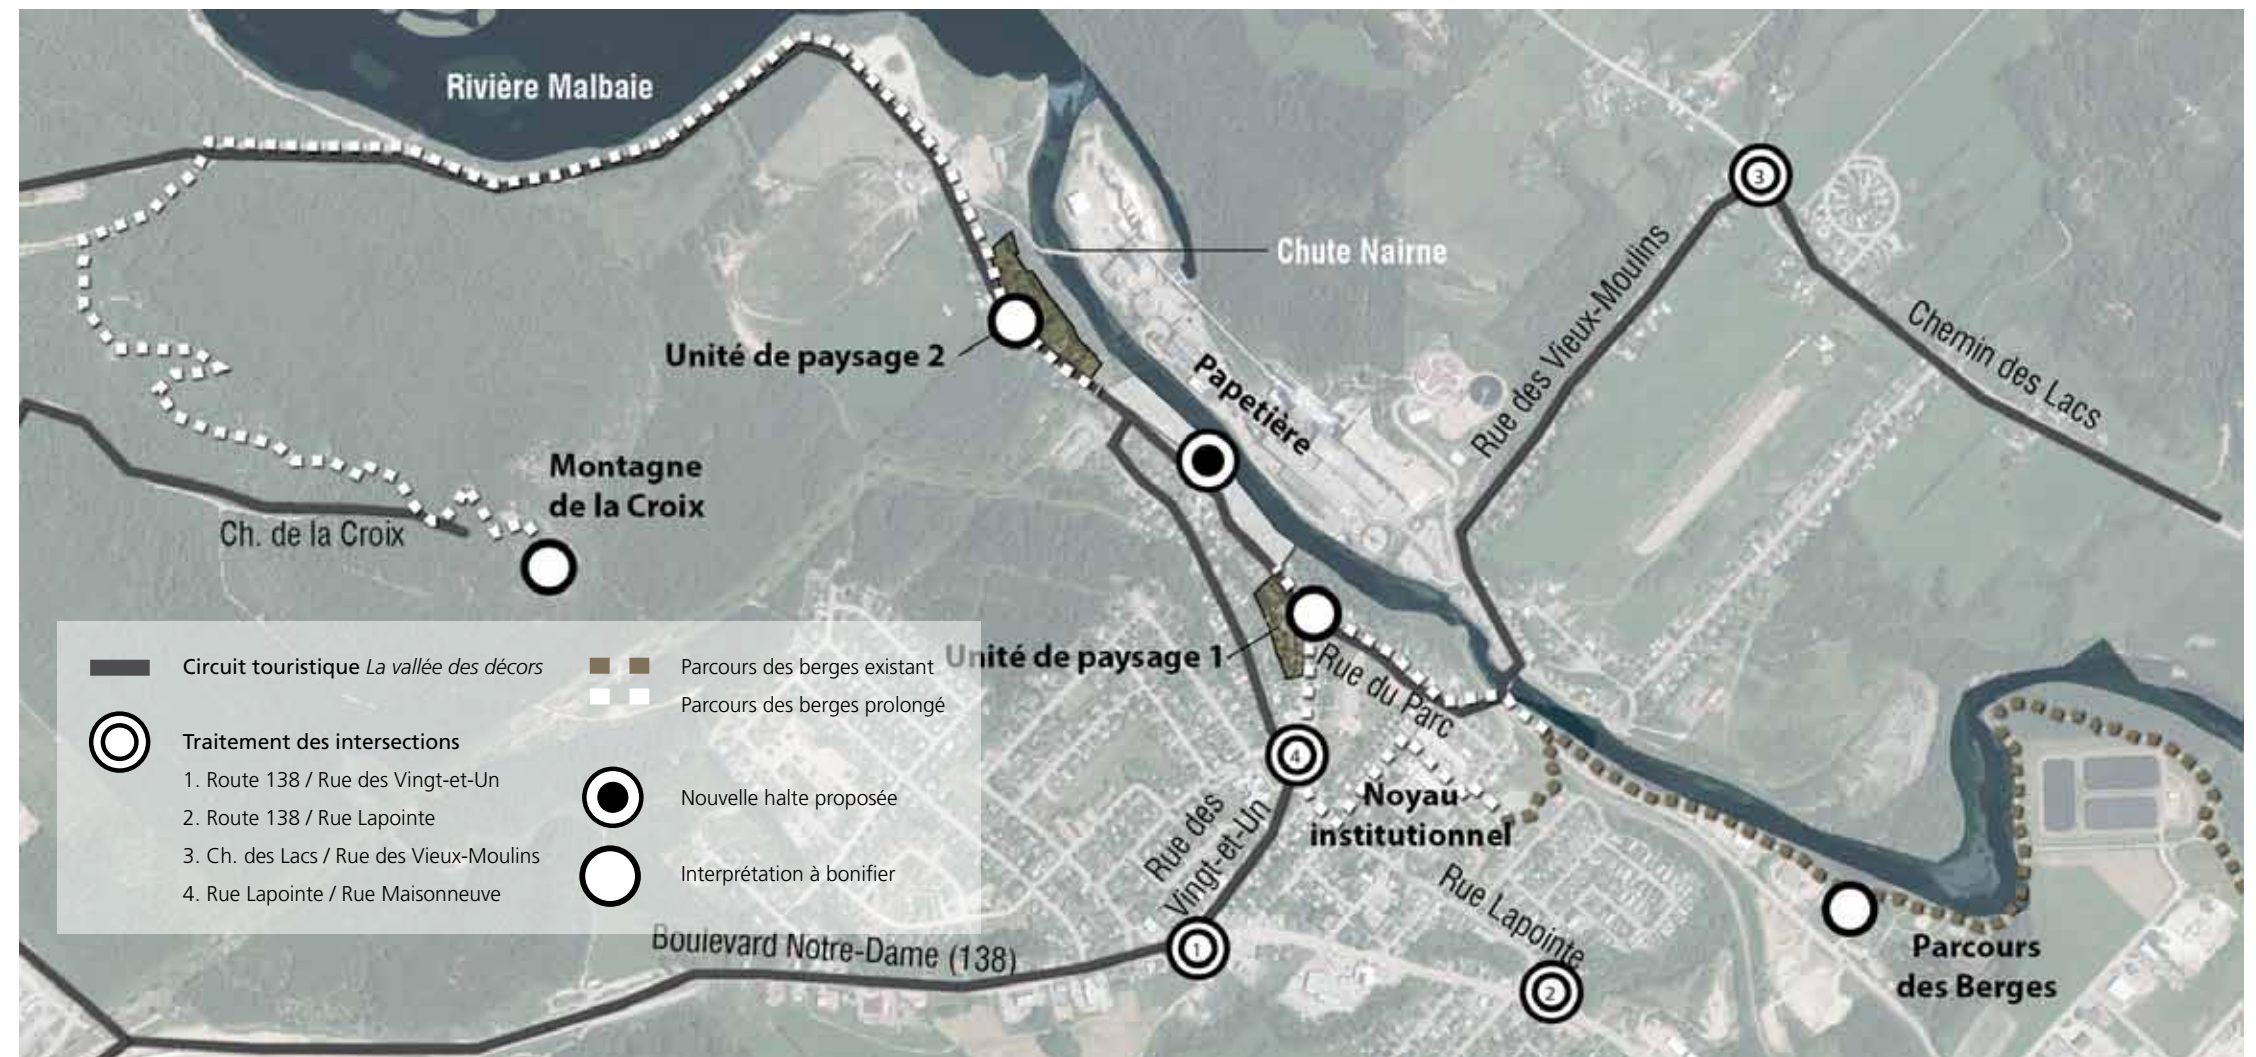 Rivière Malbaie
3
Chute Nairne
Rue des Vieux-Moulins
Chemin des Lacs
Unité de paysage 2
Papetière
Montagne
de la Croix
Ch. de la Croix
Unité de paysage 1
Rue du Parc
4
Noyau
institutionnel
Rue des
Vingt-et-Un
Rue Lapointe
Boulevard Notre-Dame (138)
1
2
Parcours
des Berges
Circuit touristique La vallée des décors
Traitement des intersections
1. Route 138 / Rue des Vingt-et-Un
2. Route 138 / Rue Lapointe
3. Ch. des Lacs / Rue des Vieux-Moulins
4. Rue Lapointe / Rue Maisonneuve
Parcours des berges existant
Parcours des berges prolongé
Nouvelle halte proposée
Interprétation à bonifier